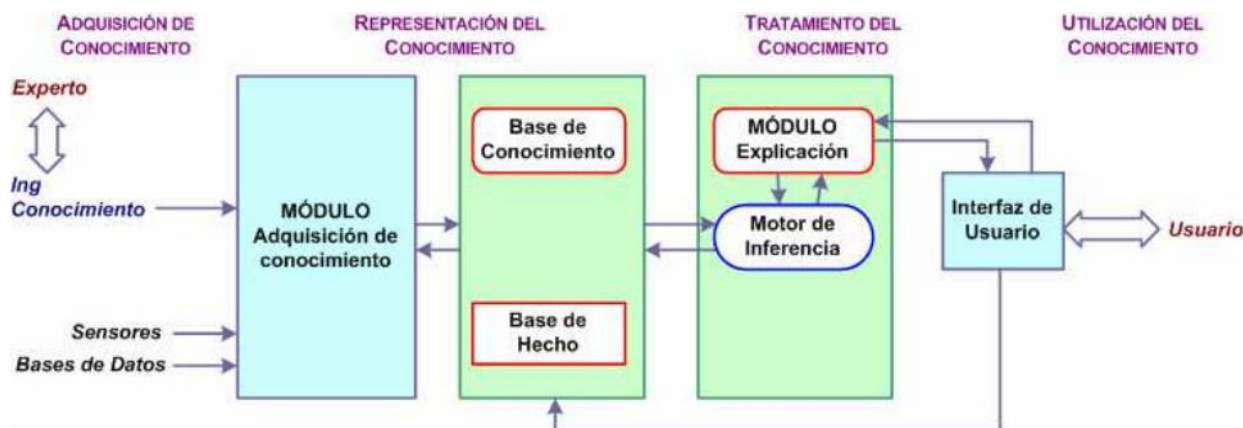 ADQUISICIÓN DE
CONOCIMIENTO
REPRESENTACIÓN DEL
CONOCIMIENTO
TRATAMIENTO DEL
CONOCIMIENTO
UTILIZACIÓN DEL
CONOCIMIENTO
Experto
Ing
Conocimiento
Sensores
Bases de Datos
MÓDULO
Adquisición de
conocimiento
Base de
Conocimiento
Base de
Hecho
MÓDULO
Explicación
Motor de
Inferencia
Interfaz de
Usuario
Usuario